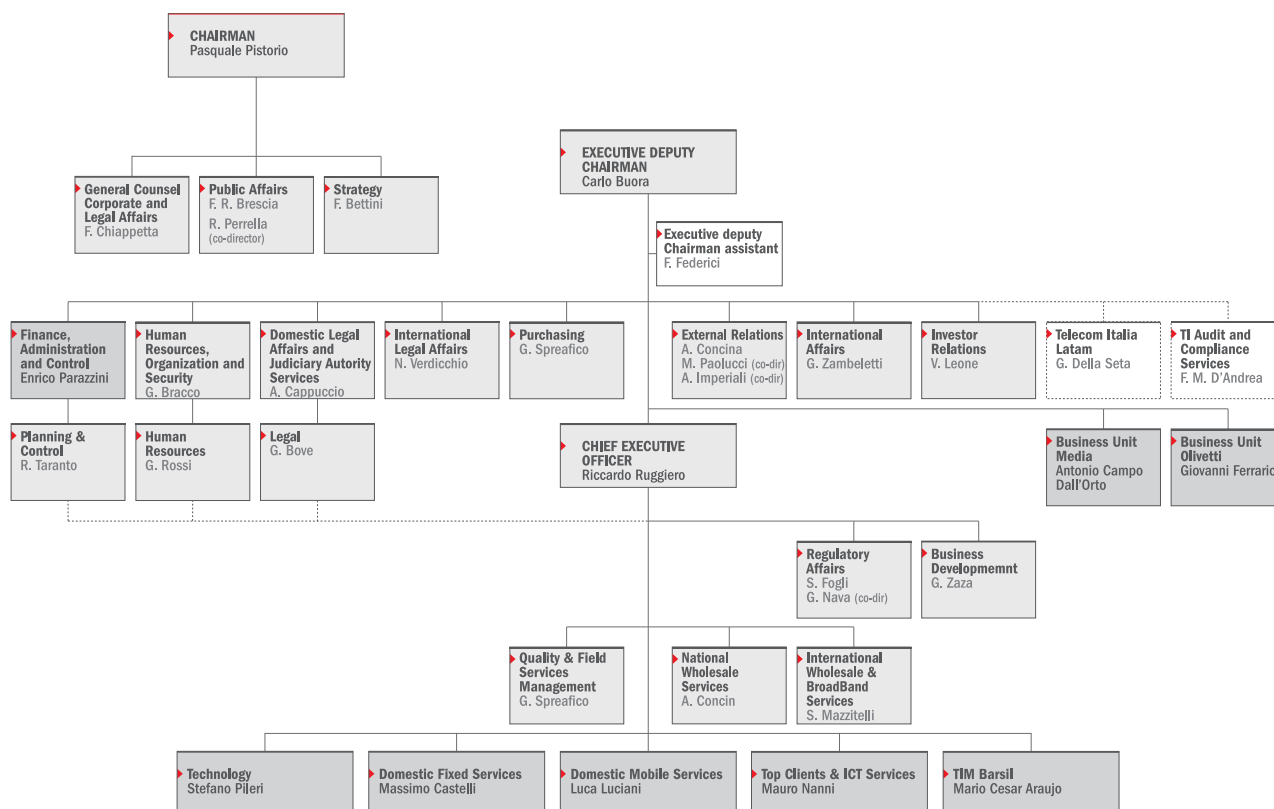 CHAIRMAN
Pasquale Pistorio
EXECUTIVE DEPUTY
CHAIRMAN
Carlo Buora
General Counsel
Corporate and
Legal Affairs
F. Chiappetta
Public Affairs
F. R. Brescia
R. Perrella
(co-director)
Strategy
F. Bettini
Executive deputy
Chairman assistant
F. Federici
Finance,
Administration
and Control
Enrico Parazzini
Human
Resources,
Organization and
Security
G. Bracco
Domestic Legal
Affairs and
Judiciary Autority
Services
A. Cappuccio
International
Legal Affairs
N. Verdicchio
Purchasing
G. Spreafico
External Relations
A. Concina
M. Paolucci (co-dir)
A. Imperiali (co-dir)
International
Affairs
G. Zambeletti
Investor
Relations
V. Leone
Telecom Italia
Latam
G. Della Seta
TI Audit and
Compliance
Services
F. M. D'Andrea
Planning &
Control
R. Taranto
Human
Resources
G. Rossi
Legal
G. Bove
CHIEF EXECUTIVE
OFFICER
Riccardo Ruggiero
Business Unit
Media
Antonio Campo
Dall'Orto
Business Unit
Olivetti
Giovanni Ferrario
Regulatory
Affairs
S. Fogli
G. Nava (co-dir)
Business
Developmemnt
G. Zaza
Quality & Field
Services
Management
G. Spreafico
National
Wholesale
Services
A. Concin
International
Wholesale &
BroadBand
Services
S. Mazzitelli
Technology
Stefano Pileri
Domestic Fixed Services
Massimo Castelli
Domestic Mobile Services
Luca Luciani
Top Clients & ICT Services
Mauro Nanni
TIM Barsil
Mario Cesar Araujo